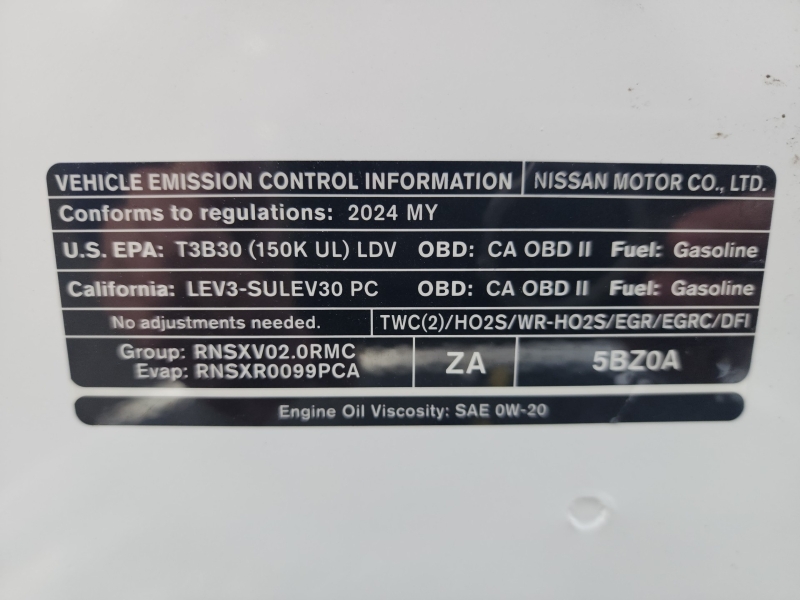 VEHICLE EMISSION CONTROL INFORMATION NISSAN MOTOR CO., LTD.
Conforms to regulations: 2024 MY
U.S. EPA: T3B30 (150K UL) LDV OBD: CA OBD II Fuel: Gasoline
California: LEV3-SULEV30 PC OBD: CA OBD II Fuel: Gasoline
No adjustments needed. TWC(2)/HO2S/WR-HO2S/EGR/EGRC/DFI
Group: RNSXV02.0RMC
Evap: RNSXR0099PCA
ZA
5BZ0A
Engine Oil Viscosity: SAE 0W-20